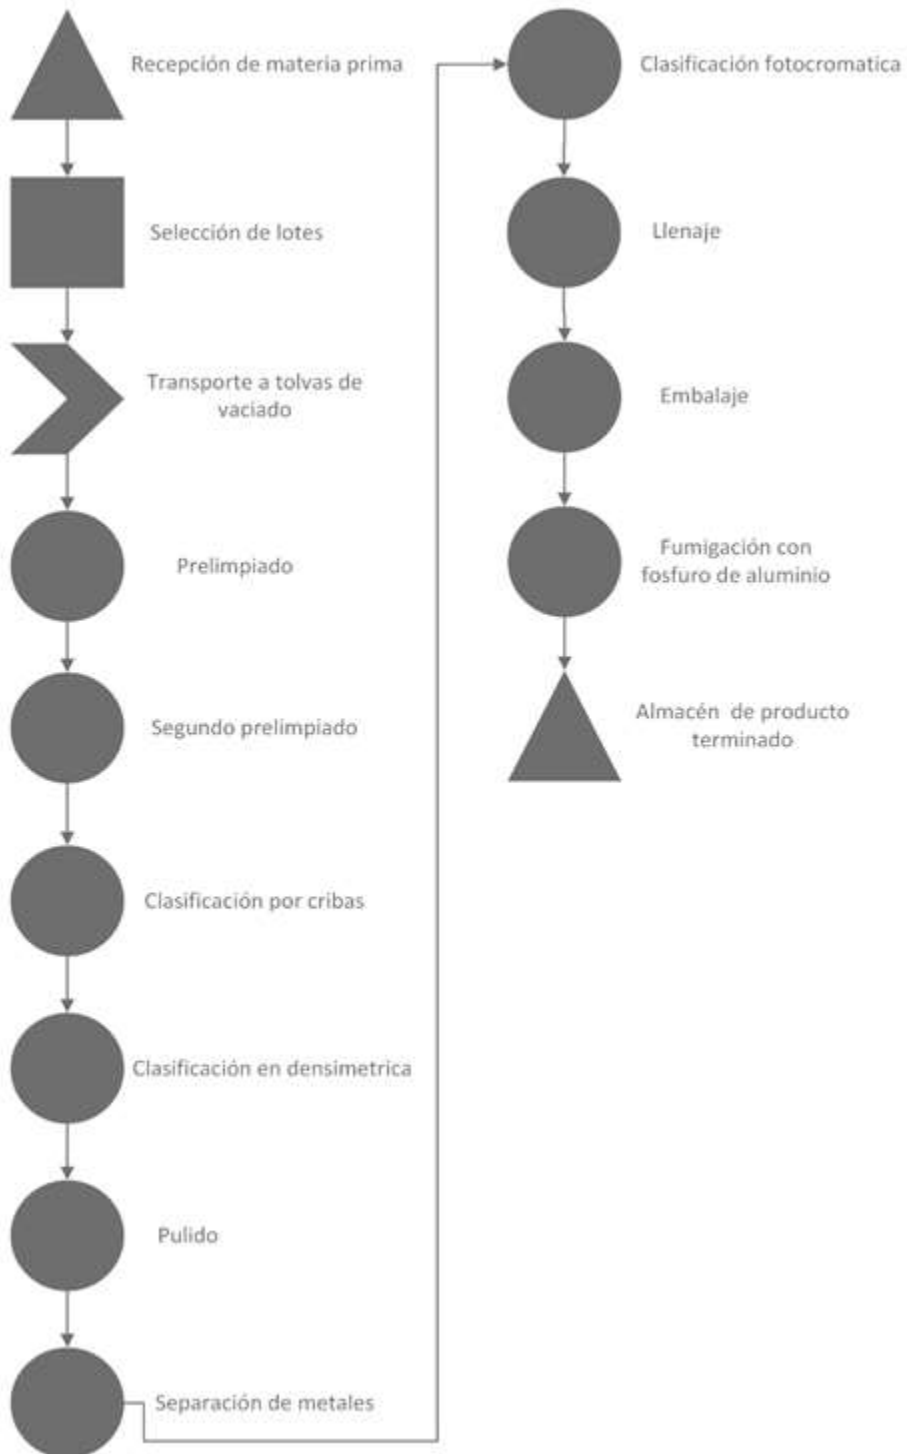 Recepción de materia prima
Selección de lotes
Transporte a tolvas de
vaciado
Prelimpiado
Segundo prelimpiado
Clasificación por cribas
Clasificación en densimetrica
Pulido
Separación de metales
Clasificación fotocromatica
Llenaje
Embalaje
Fumigación con
fosfuro de aluminio
Almacén de producto
terminado